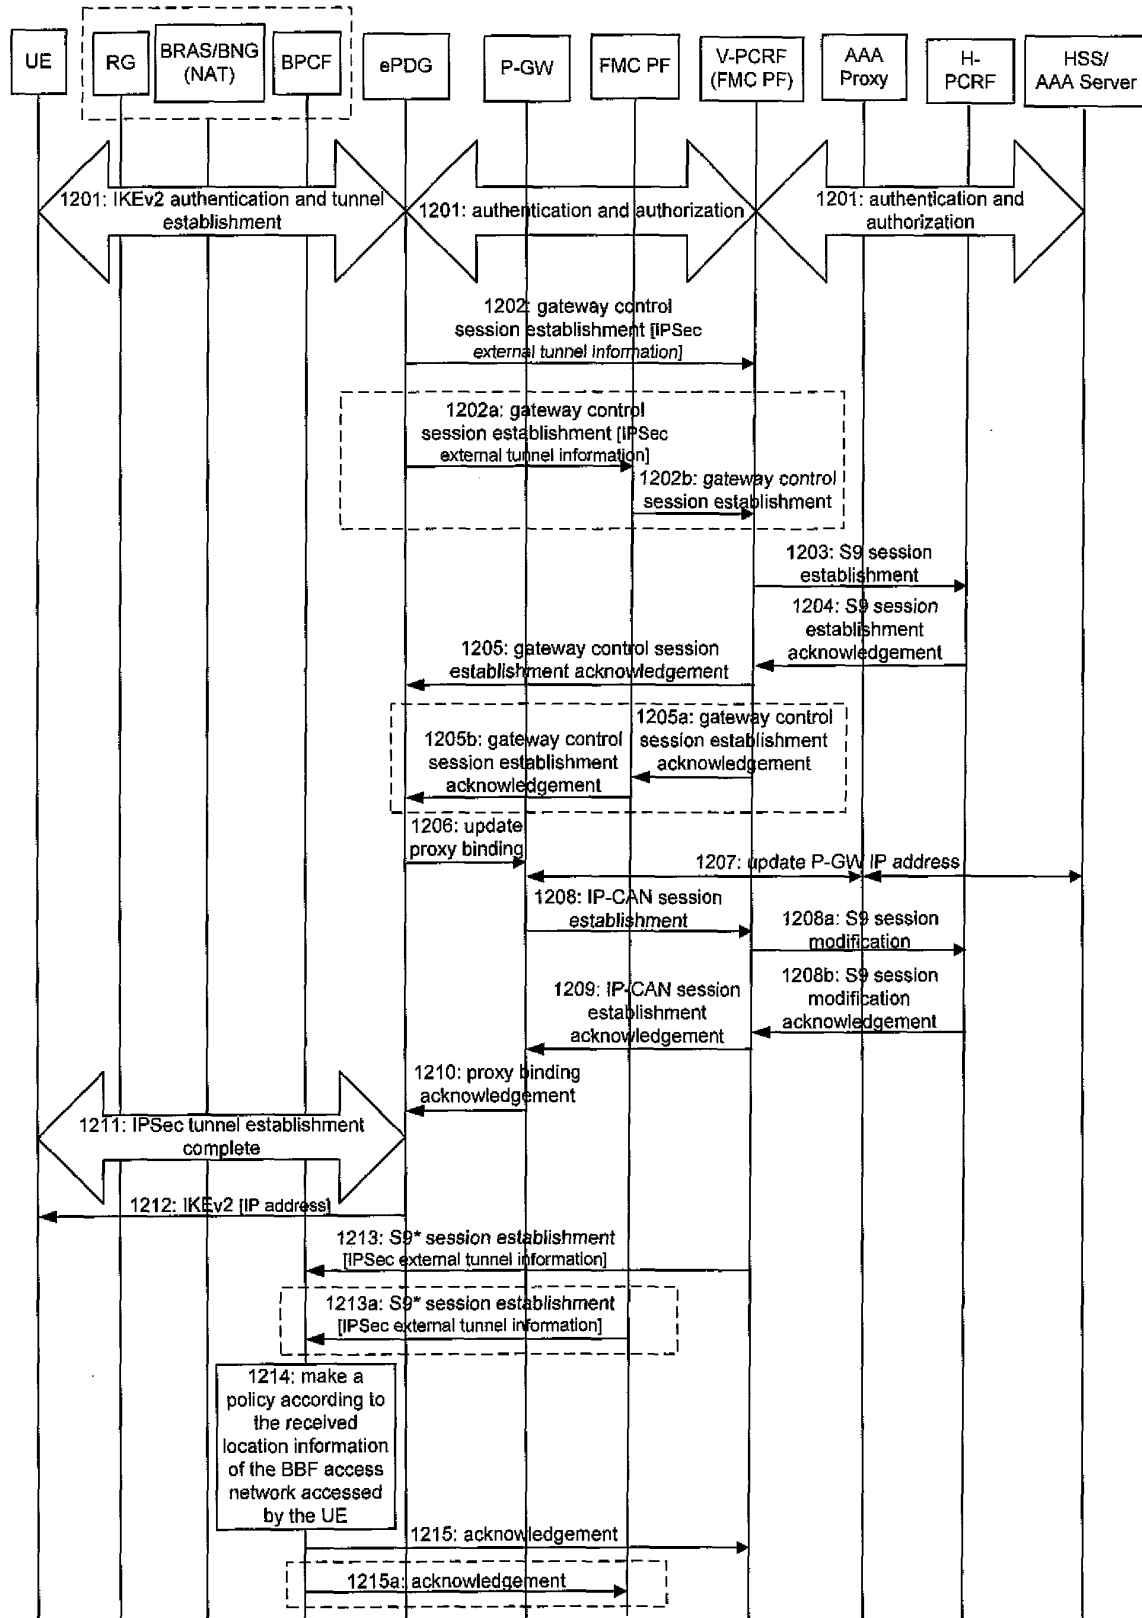 UE
RG
BRAS/BNG
(NAT)
BPCF
ePDG
P-GW
FMC PF
V-PCRF
(FMC PF)
AAA
Proxy
H-
PCRF
HSS/
AAA Server
1201: IKEv2 authentication and tunnel
establishment
1201: authentication and authorization
1201: authentication and
authorization
1202: gateway control
session establishment [IPSec
external tunnel information]
1202a: gateway control
session establishment [IPSec
external tunnel information]
1202b: gateway control
session establishment
1203: S9 session
establishment
1204: S9 session
establishment
acknowledgement
1205: gateway control session
establishment acknowledgement
1205a: gateway control
session establishment
acknowledgement
1205b: gateway control
session establishment
acknowledgement
1206: update
proxy binding
1207: update P-GW IP address
1208: IP-CAN session
establishment
1208a: S9 session
modification
1208b: S9 session
modification
acknowledgement
1209: IP-CAN session
establishment
acknowledgement
1210: proxy binding
acknowledgement
1211: IPSec tunnel establishment
complete
1212: IKEv2 [IP address]
1213: S9* session establishment
[IPSec external tunnel information]
1213a: S9* session establishment
[IPSec external tunnel information]
1214: make a
policy according to
the received
location information
of the BBF access
network accessed
by the UE
1215: acknowledgement
1215a: acknowledgement